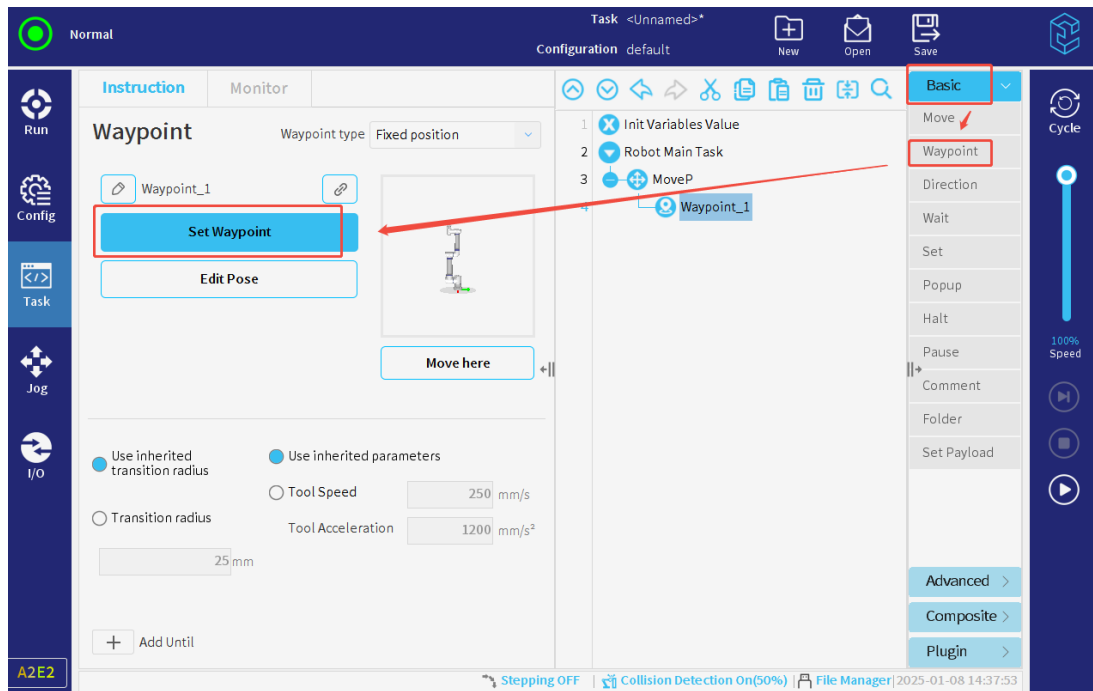 Normal
Task <Unnamed>*
Configuration default
New
Open
Save
Run
Config
Task
Jog
I/O
A2E2
Instruction
Monitor
Waypoint
Waypoint type
Fixed position
Waypoint_1
Set Waypoint
Edit Pose
Move here
Use inherited
transition radius
Transition radius
25 mm
Use inherited parameters
Tool Speed 250 mm/s
Tool Acceleration 1200 mm/s²
Add Until
1 Init Variables Value
2 Robot Main Task
3 MoveP
4 Waypoint_1
Basic
Move
Waypoint
Direction
Wait
Set
Popup
Halt
Pause
Comment
Folder
Set Payload
Advanced
Composite
Plugin
Cycle
100%
Speed
Stepping OFF | Collision Detection On(50%) | File Manager | 2025-01-08 14:37:53